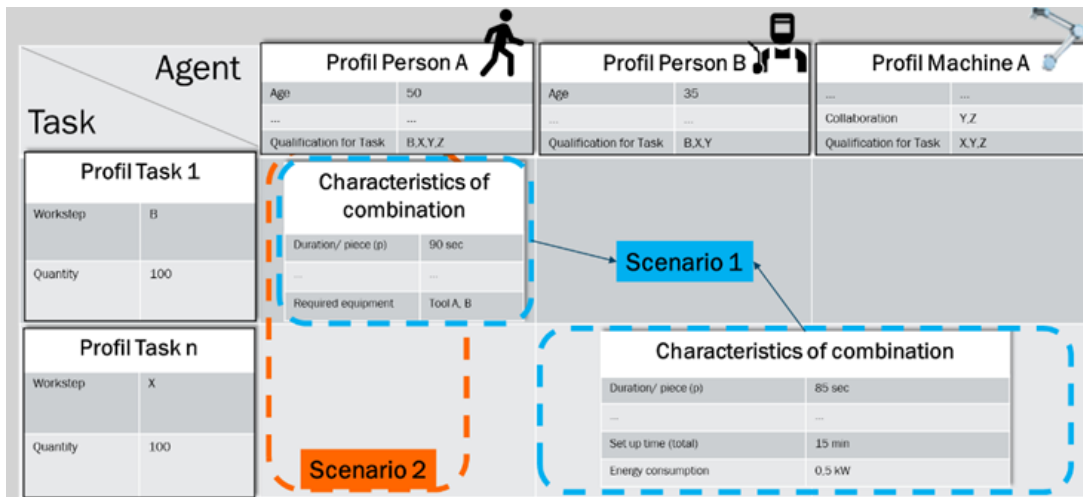 Agent
Task
Profil Person A
Age 50
... ...
Qualification for Task B,X,Y,Z
Profil Person B
Age 35
... ...
Qualification for Task B,X,Y
Profil Machine A
... ...
Collaboration Y,Z
Qualification for Task X,Y,Z
Profil Task 1
Workstep B
Quantity 100
Characteristics of
combination
Duration/ piece (p) 90 sec
... ...
Required equipment Tool A, B
Scenario 1
Profil Task n
Workstep X
Quantity 100
Scenario 2
Characteristics of combination
Duration/ piece (p) 85 sec
... ...
Set up time (total) 15 min
Energy consumption 0,5 kW